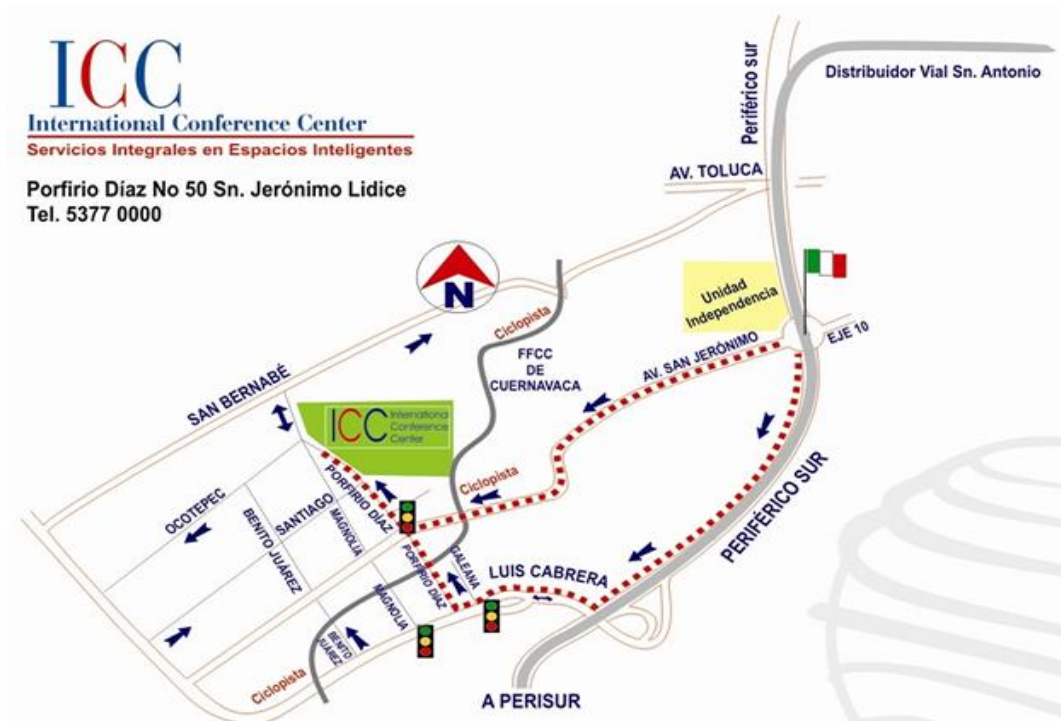 ICC
International Conference Center
Servicios Integrales en Espacios Inteligentes
Porfirio Díaz No 50 Sn. Jerónimo Lidice
Tel. 5377 0000
Periférico sur
Distribuidor Vial Sn. Antonio
AV. TOLUCA
N
Unidad
Independencia
EJE 10
Ciclopista
FFCC
DE
CUERNAVACA
AV. SAN JERÓNIMO
SAN BERNABÉ
ICC
International
Conference
Center
Ciclopista
PORFIRIO DÍAZ
OCOTEPEC
SANTIAGO
MAGNOLIA
BENITO JUÁREZ
PORFIRIO DÍAZ
GALEANA
LUIS CABRERA
PERIFÉRICO SUR
MAGNOLIA
BENITO
JUÁREZ
Ciclopista
A PERISUR